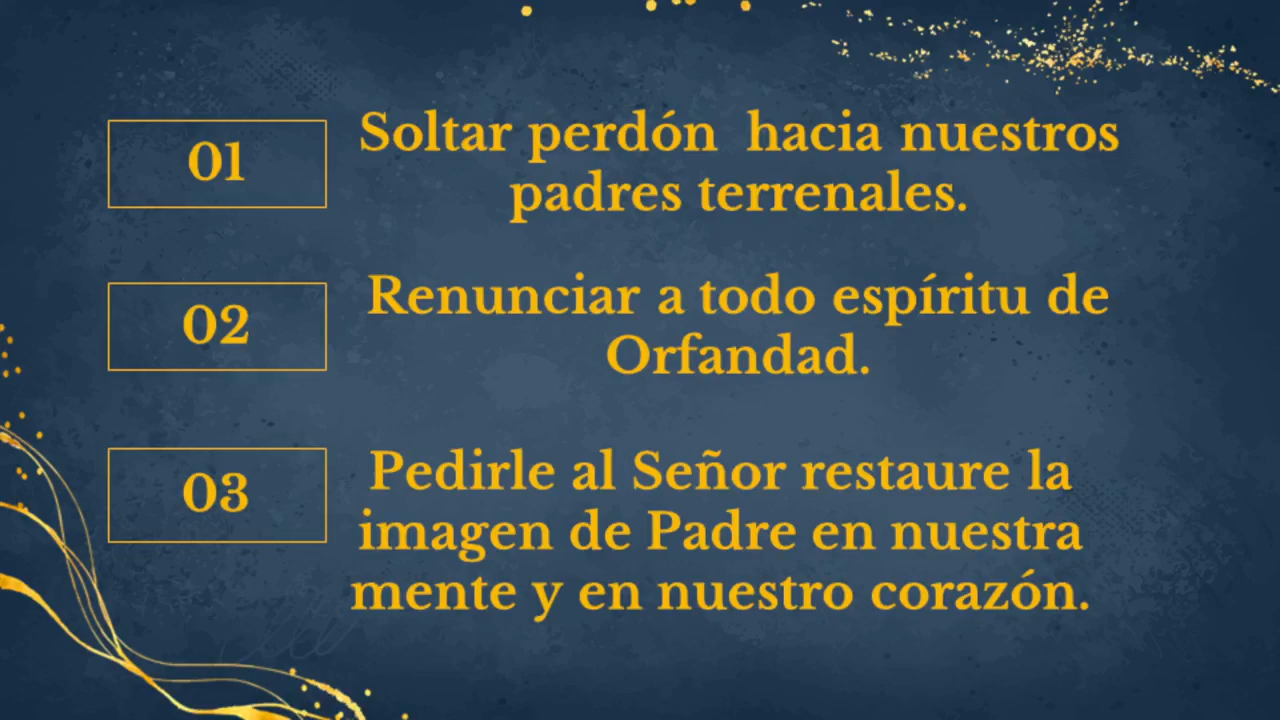 01
Soltar perdón  hacia nuestros
padres terrenales.
02
Renunciar a todo espíritu de
Orfandad.
03
Pedirle al Señor restaure la
imagen de Padre en nuestra
mente y en nuestro corazón.